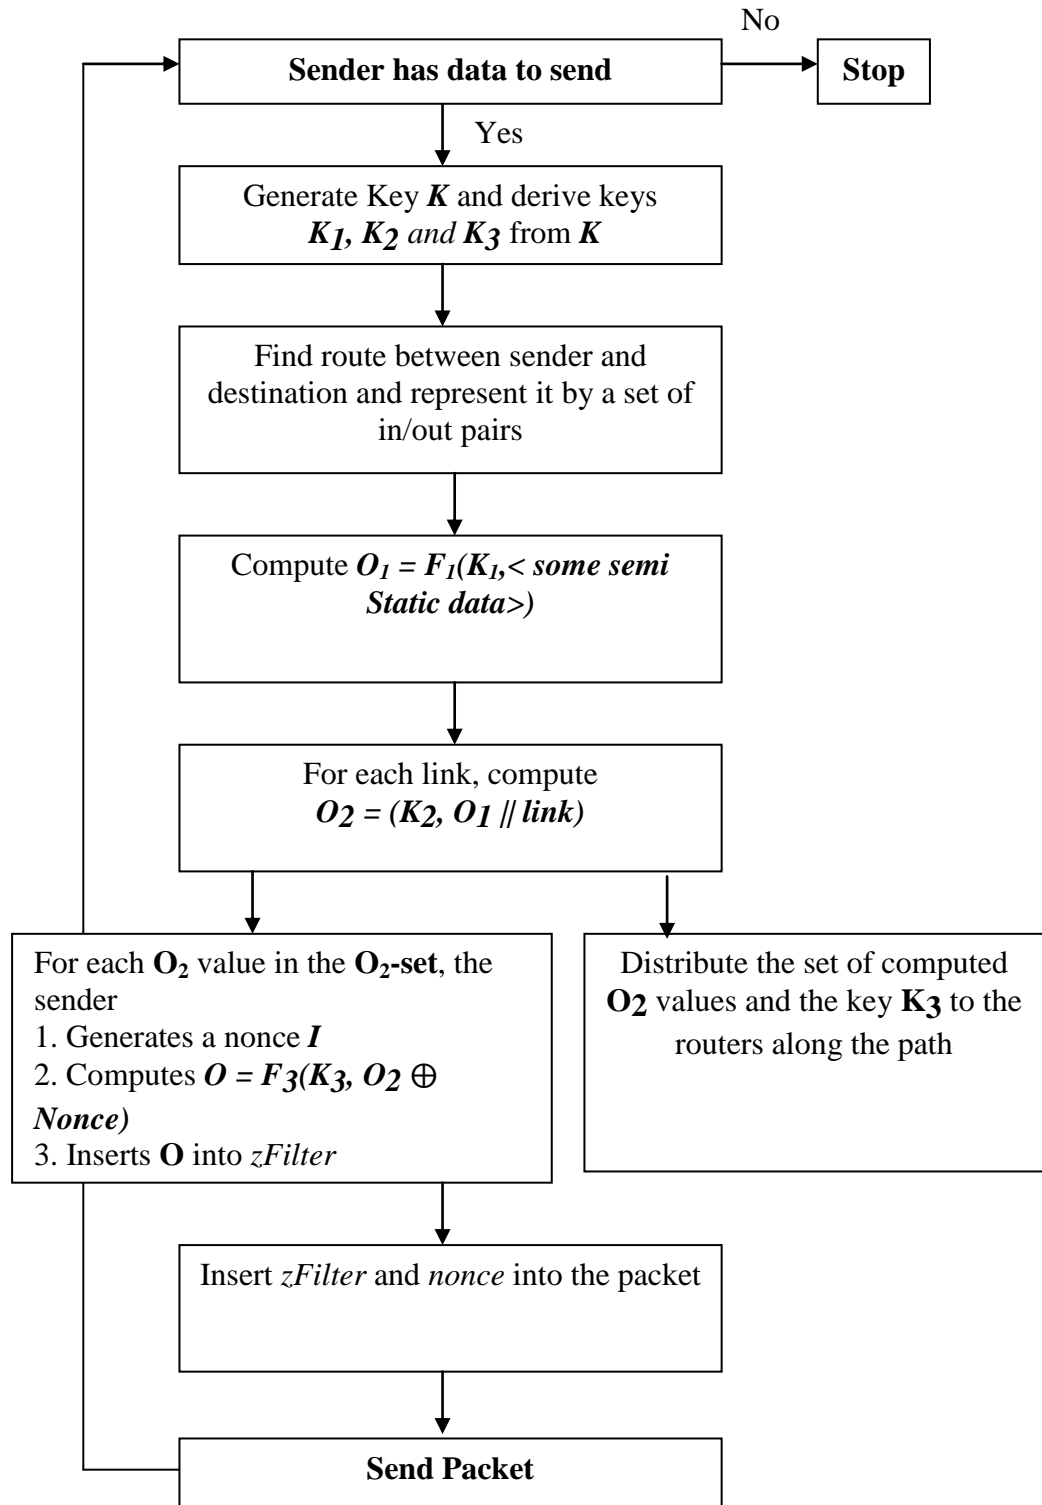 No
Sender has data to send
Stop
Yes
Generate Key K and derive keys
K1, K2 and K3 from K
Find route between sender and
destination and represent it by a set of
in/out pairs
Compute O1 = F1(K1,< some semi
Static data>)
For each link, compute
O2 = (K2, O1 || link)
For each O2 value in the O2-set, the
sender
1. Generates a nonce I
2. Computes O = F3(K3, O2 ⊕
Nonce)
3. Inserts O into zFilter
Distribute the set of computed
O2 values and the key K3 to the
routers along the path
Insert zFilter and nonce into the packet
Send Packet